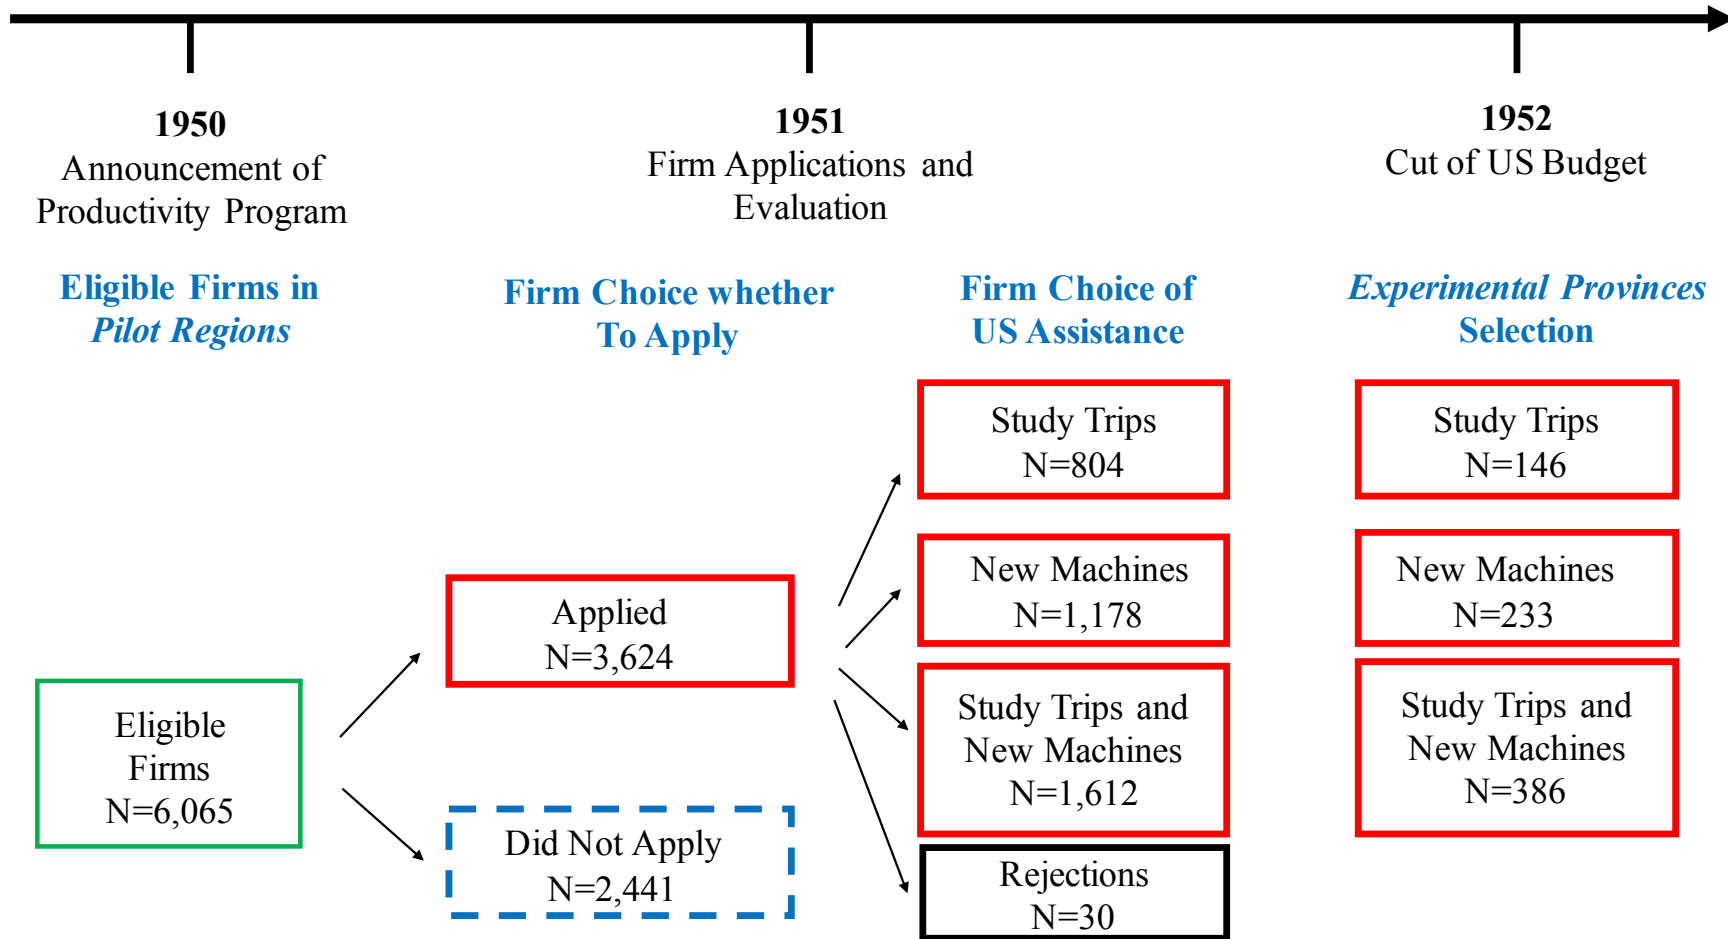 1950
Announcement of
Productivity Program
1951
Firm Applications and
Evaluation
1952
Cut of US Budget
Eligible Firms in
Pilot Regions
Firm Choice whether
To Apply
Firm Choice of
US Assistance
Experimental Provinces
Selection
Eligible
Firms
N=6,065
Applied
N=3,624
Did Not Apply
N=2,441
Study Trips
N=804
New Machines
N=1,178
Study Trips and
New Machines
N=1,612
Rejections
N=30
Study Trips
N=146
New Machines
N=233
Study Trips and
New Machines
N=386